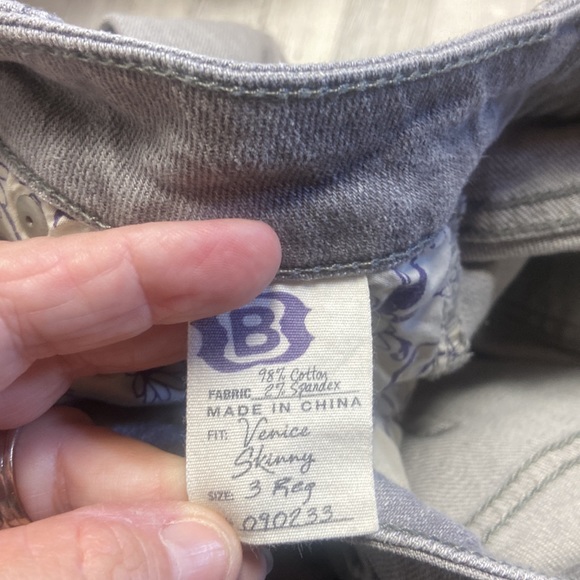 B
98% Cotton
FABRIC 2% Spandex
MADE IN CHINA
FIT: Venice
Skinny
SIZE: 3 Reg
090233